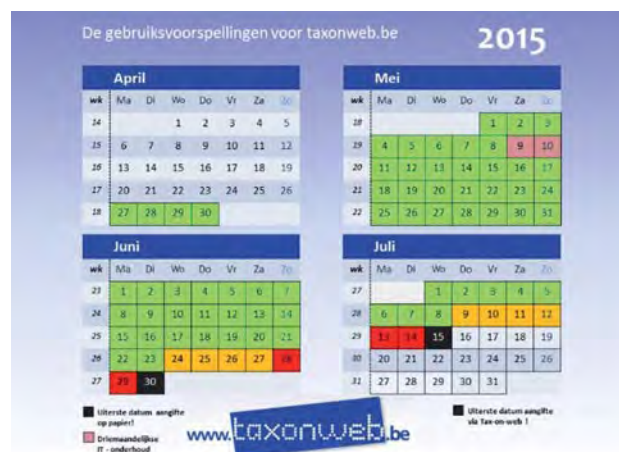 De gebruiksvoorspellingen voor taxonweb.be 2015
April
wk Ma Di Wo Do Vr Za Zo
14 1 2 3 4 5
15 6 7 8 9 10 11 12
16 13 14 15 16 17 18 19
17 20 21 22 23 24 25 26
18 27 28 29 30
Mei
wk Ma Di Wo Do Vr Za Zo
18 1 2 3
19 4 5 6 7 8 9 10
20 11 12 13 14 15 16 17
21 18 19 20 21 22 23 24
22 25 26 27 28 29 30 31
Juni
wk Ma Di Wo Do Vr Za Zo
23 1 2 3 4 5 6 7
24 8 9 10 11 12 13 14
25 15 16 17 18 19 20 21
26 22 23 24 25 26 27 28
27 29 30
Juli
wk Ma Di Wo Do Vr Za Zo
27 1 2 3 4 5
28 6 7 8 9 10 11 12
29 13 14 15 16 17 18 19
30 20 21 22 23 24 25 26
31 27 28 29 30 31
Uiterste datum aangifte
op papier!
Driemaandelijkse
IT - onderhoud
www.taxonweb.be
Uiterste datum aangifte
via Tax-on-web !